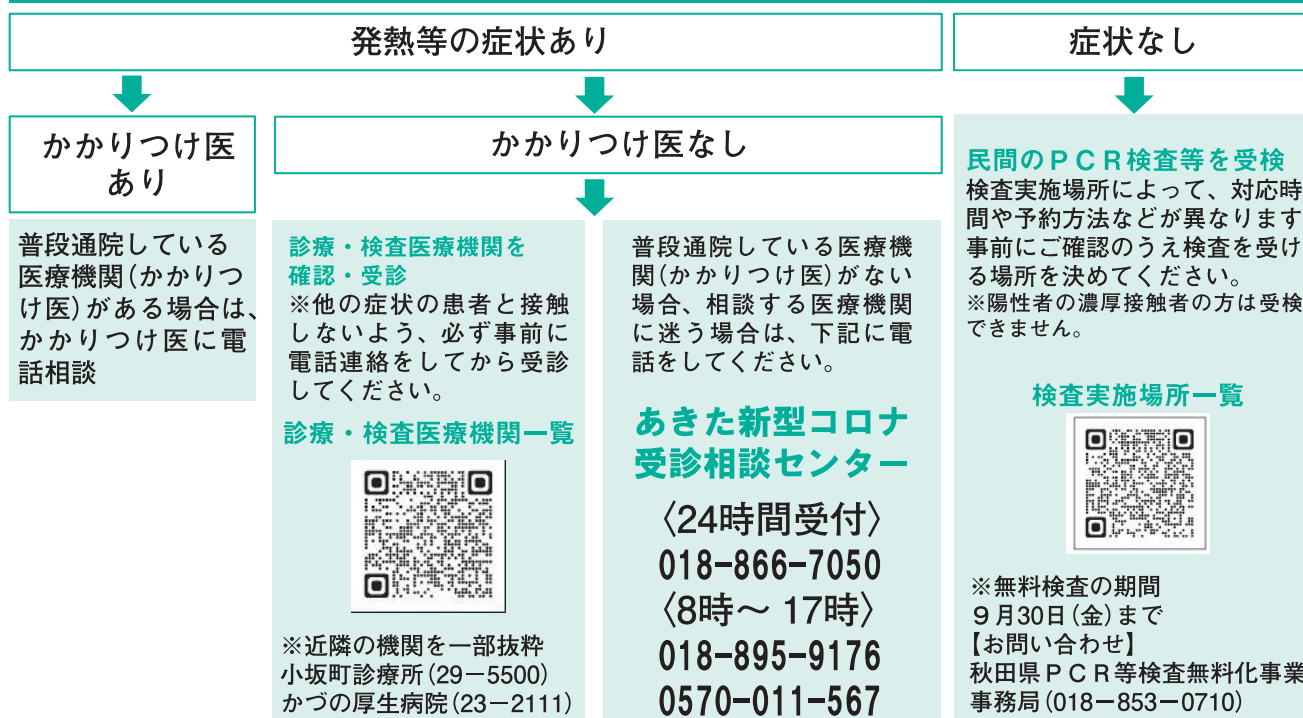 発熱等の症状あり
かかりつけ医
あり
普段通院している
医療機関(かかりつ
け医)がある場合は、
かかりつけ医に電
話相談
かかりつけ医なし
診療・検査医療機関を
確認・受診
※他の症状の患者と接触
しないよう、必ず事前に
電話連絡をしてから受診
してください。
診療・検査医療機関一覧
※近隣の機関を一部抜粋
小坂町診療所(29－5500)
かづの厚生病院(23－2111)
普段通院している医療機
関(かかりつけ医)がない
場合、相談する医療機関
に迷う場合は、下記に電
話をしてください。
あきた新型コロナ
受診相談センター
〈24時間受付〉
018−866−7050
〈8時～ 17時〉
018−895−9176
0570−011−567
症状なし
民間のＰＣＲ検査等を受検
検査実施場所によって、対応時
間や予約方法などが異なります
事前にご確認のうえ検査を受け
る場所を決めてください。
※陽性者の濃厚接触者の方は受検
できません。
検査実施場所一覧
※無料検査の期間
９月30日(金)まで
【お問い合わせ】
秋田県ＰＣＲ等検査無料化事業
事務局(018－853－0710)